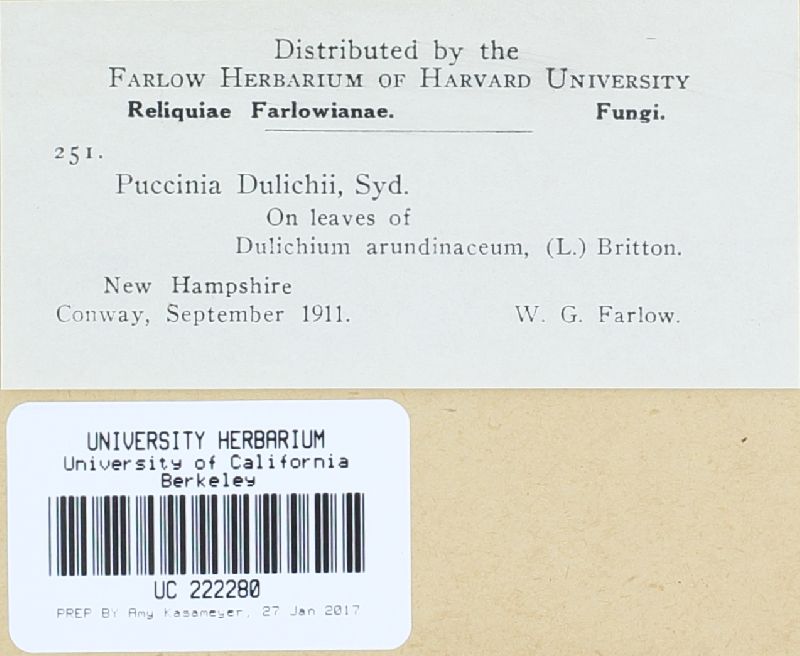 Distributed by the
FARLOW HERBARIUM OF HARVARD UNIVERSITY
Reliquiae Farlowianae. Fungi.
251.
Puccinia Dulichii, Syd.
On leaves of
Dulichium arundinaceum, (L.) Britton.
New Hampshire
Conway, September 1911. W. G. Farlow.
UNIVERSITY HERBARIUM
University of California
Berkeley
UC 222280
PREP BY Amy Kasameyer, 27 Jan 2017